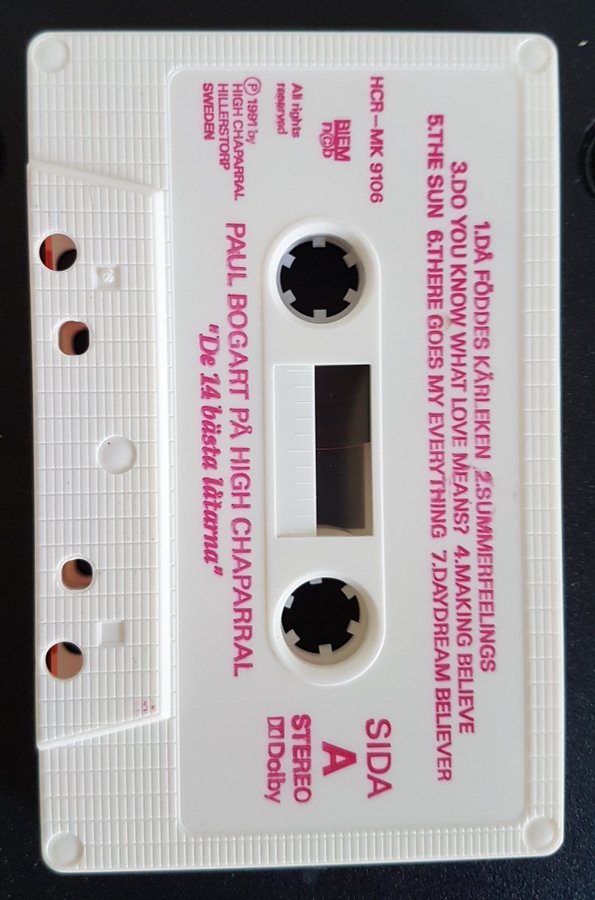 1.DÅ FÖDDES KÄRLEKEN 2.SUMMERFEELINGS
3.DO YOU KNOW WHAT LOVE MEANS? 4.MAKING BELIEVE
5.THE SUN 6.THERE GOES MY EVERYTHING 7.DAYDREAM BELIEVER
HCR-MK 9106
BIEM
n©b
All rights
reserved
Ⓟ 1991 by
HIGH CHAPARRAL
HILLERSTORP
SWEDEN
SIDA
A
STEREO
Dolby
PAUL BOGART PÅ HIGH CHAPARRAL
"De 14 bästa låtarna"